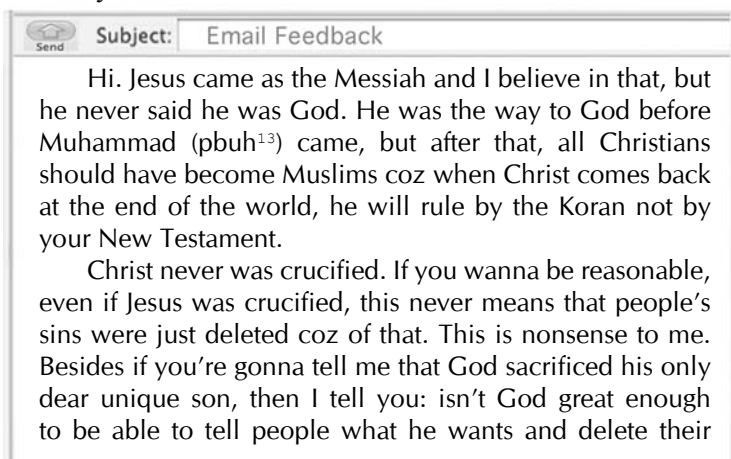 Send Subject: Email Feedback
Hi. Jesus came as the Messiah and I believe in that, but
he never said he was God. He was the way to God before
Muhammad (pbuh¹³) came, but after that, all Christians
should have become Muslims coz when Christ comes back
at the end of the world, he will rule by the Koran not by
your New Testament.
Christ never was crucified. If you wanna be reasonable,
even if Jesus was crucified, this never means that people’s
sins were just deleted coz of that. This is nonsense to me.
Besides if you’re gonna tell me that God sacrificed his only
dear unique son, then I tell you: isn’t God great enough
to be able to tell people what he wants and delete their